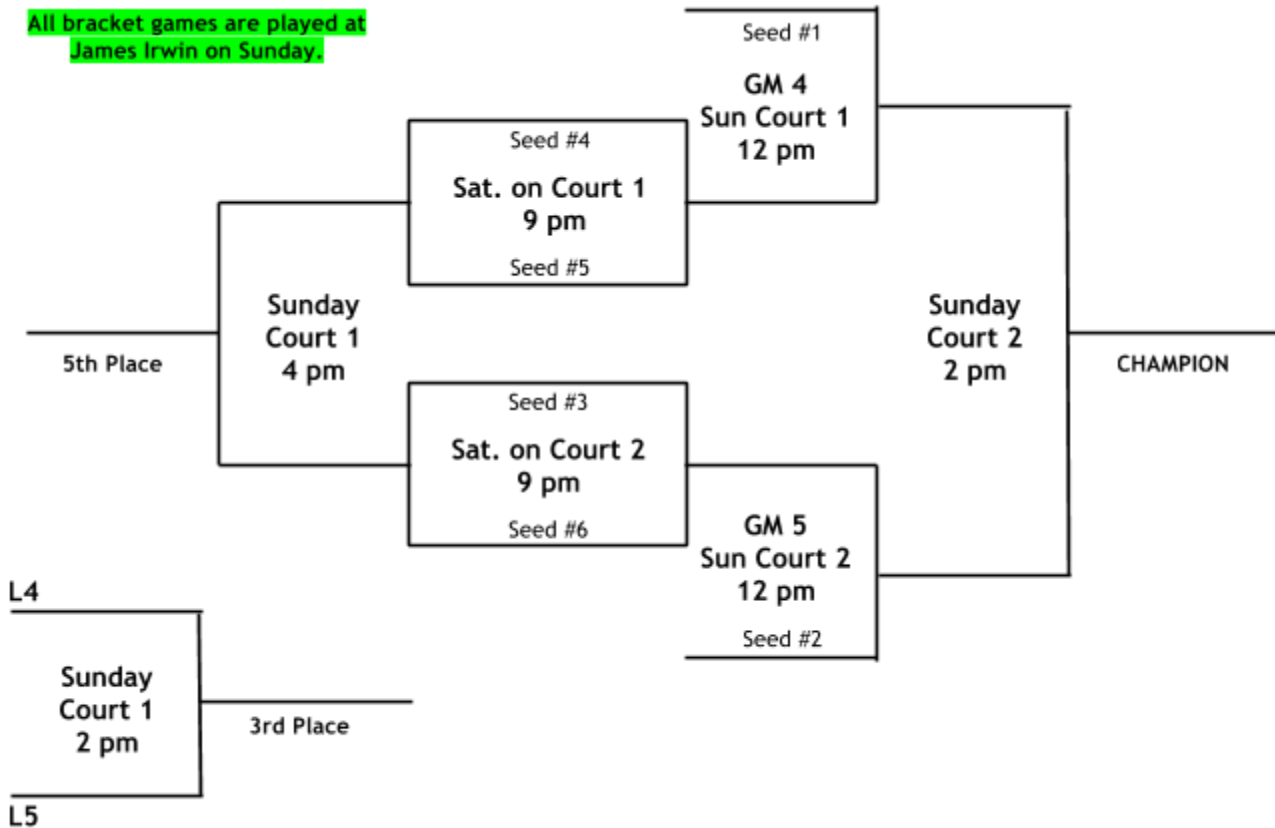 All bracket games are played at
James Irwin on Sunday.
Seed #1
GM 4
Sun Court 1
12 pm
Seed #4
Sat. on Court 1
9 pm
Seed #5
Sunday
Court 1
4 pm
5th Place
Sunday
Court 2
2 pm
CHAMPION
Seed #3
Sat. on Court 2
9 pm
Seed #6
GM 5
Sun Court 2
12 pm
Seed #2
L4
Sunday
Court 1
2 pm
3rd Place
L5